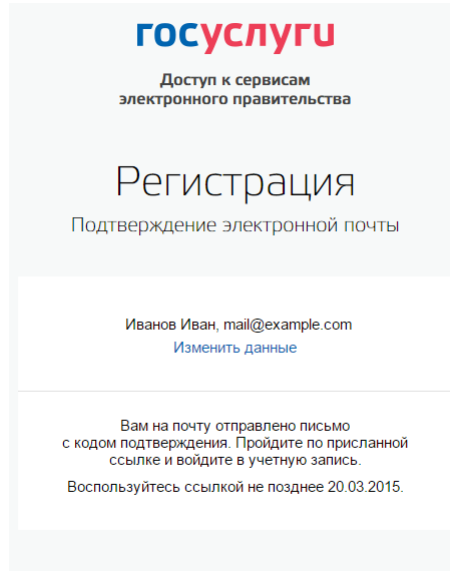 госуслуги
Доступ к сервисам
электронного правительства
Регистрация
Подтверждение электронной почты
Иванов Иван, mail@example.com
Изменить данные
Вам на почту отправлено письмо
с кодом подтверждения. Пройдите по присланной
ссылке и войдите в учетную запись.
Воспользуйтесь ссылкой не позднее 20.03.2015.